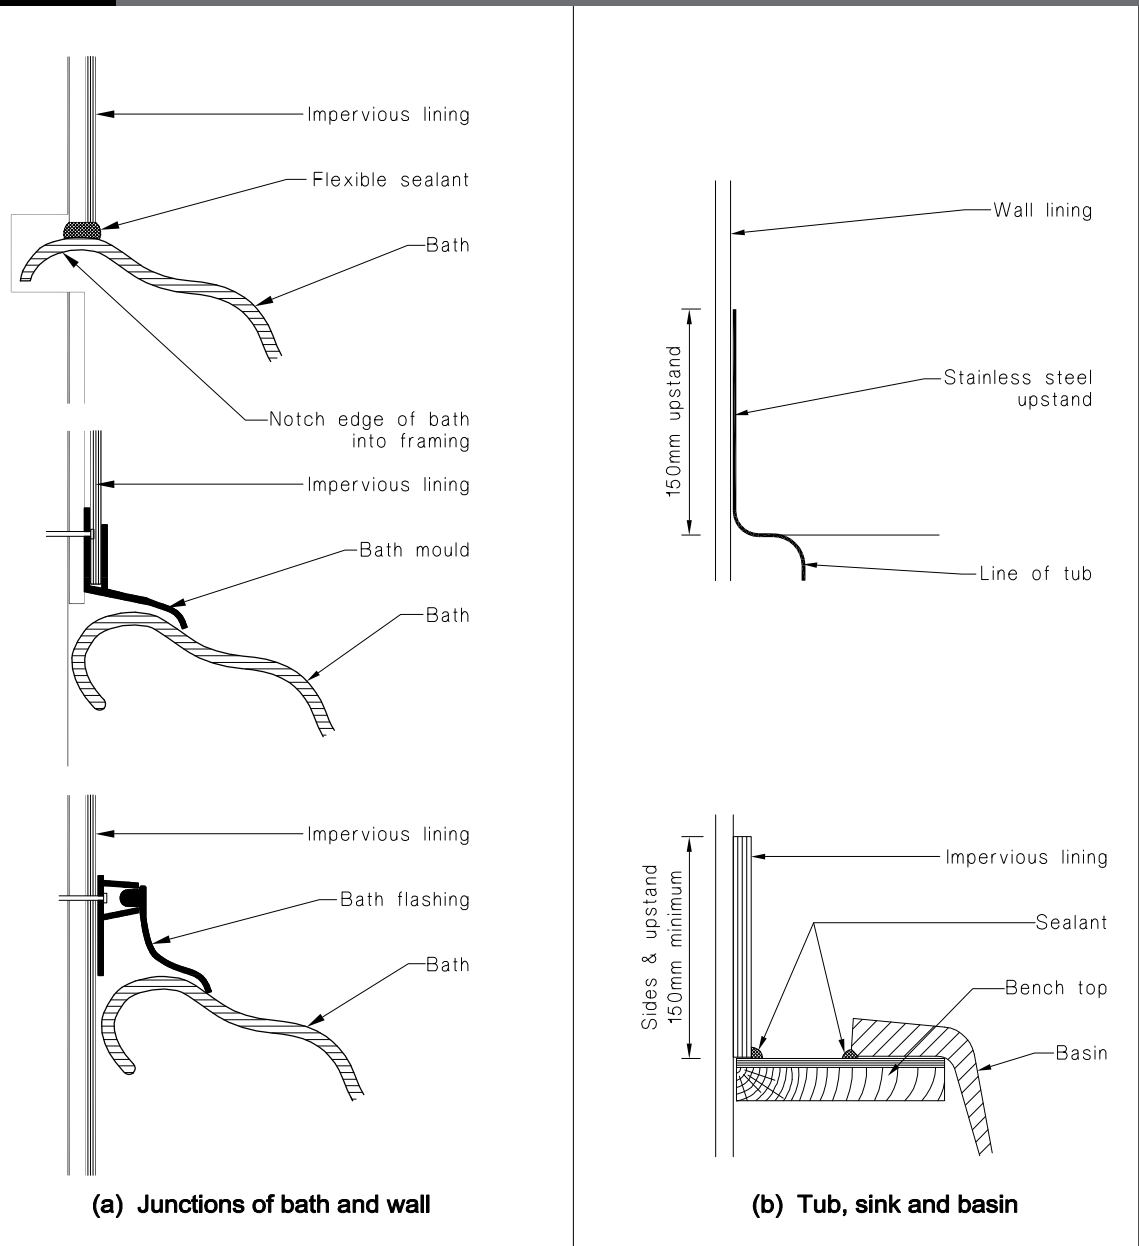 Impervious lining
Flexible sealant
Bath
Notch edge of bath
into framing
Impervious lining
Bath mould
Bath
Impervious lining
Bath flashing
Bath
(a) Junctions of bath and wall
Wall lining
150mm upstand
Stainless steel
upstand
Line of tub
Sides & upstand
150mm minimum
Impervious lining
Sealant
Bench top
Basin
(b) Tub, sink and basin